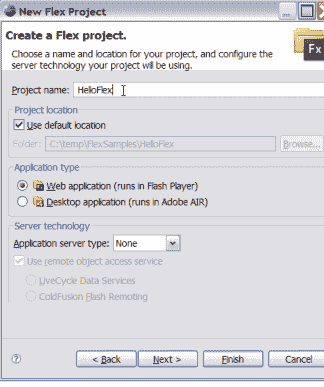 New Flex Project
Create a Flex project.
Choose a name and location for your project, and configure the
server technology your project will be using.
Fx
Project name: HelloFlex
Project location
Use default location
Folder: C:\temp\FlexSamples\HelloFlex Browse...
Application type
Web application (runs in Flash Player)
Desktop application (runs in Adobe AIR)
Server technology
Application server type: None
Use remote object access service
LiveCycle Data Services
ColdFusion Flash Remoting
? < Back Next > Finish Cancel